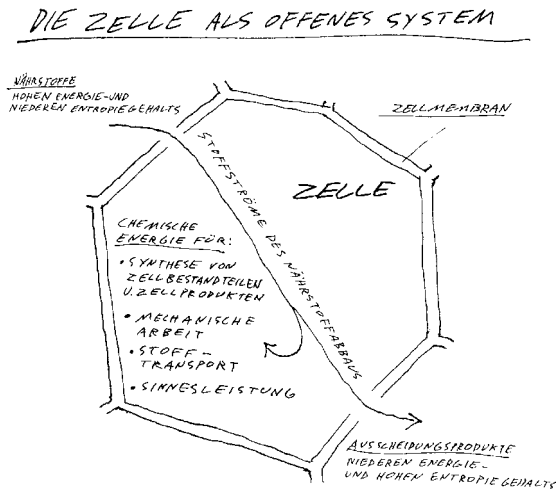 DIE ZELLE ALS OFFENES SYSTEM
NÄHRSTOFFE
HOHEN ENERGIE-UND
NIEDEREN ENTROPIEGEHALTS
ZELLMEMBRAN
ZELLE
STOFFSTRÖME DES NÄHRSTOFFABBAUS
CHEMISCHE
ENERGIE FÜR:
• SYNTHESE VON
ZELLBESTANDTEILEN
U. ZELLPRODUKTEN
• MECHANISCHE
ARBEIT
• STOFF-
TRANSPORT
• SINNESLEISTUNG
AUSSCHEIDUNGSPRODUKTE
NIEDEREN ENERGIE-
UND HOHEN ENTROPIEGEHALTS